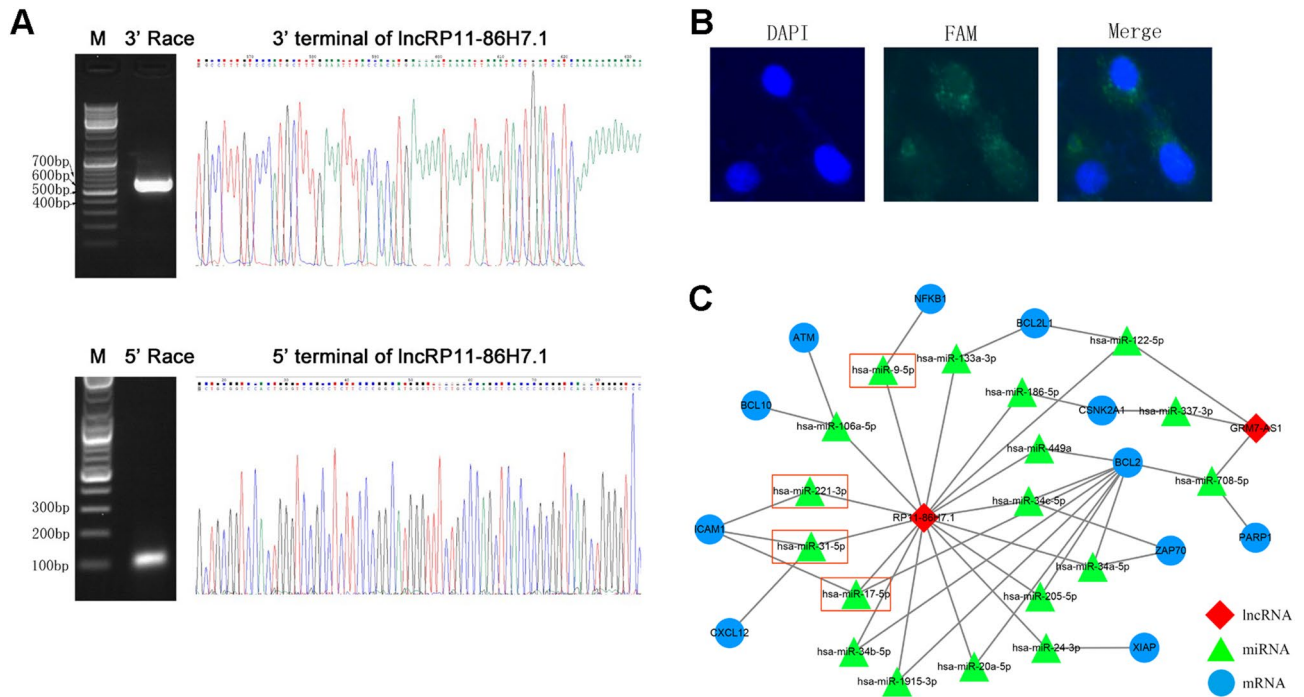 A
M 3’ Race
3’ terminal of lncRP11-86H7.1
700bp
600bp
500bp
400bp
M 5’ Race
5’ terminal of lncRP11-86H7.1
300bp
200bp
100bp
B
DAPI FAM Merge
C
NFKB1
BCL2L1
ATM
hsa-miR-122-5p
hsa-miR-133a-3p
hsa-miR-9-5p
hsa-miR-186-5p
BCL10
CSNK2A1
hsa-miR-337-3p
hsa-miR-106a-5p
GRM7-AS1
hsa-miR-449a
BCL2
hsa-miR-708-5p
hsa-miR-221-3p
hsa-miR-34c-5p
RP11-86H7.1
ICAM1
PARP1
hsa-miR-31-5p
ZAP70
hsa-miR-34a-5p
hsa-miR-17-5p
hsa-miR-205-5p
CXCL12
hsa-miR-34b-5p
hsa-miR-24-3p
XIAP
hsa-miR-20a-5p
hsa-miR-1915-3p
lncRNA
miRNA
mRNA